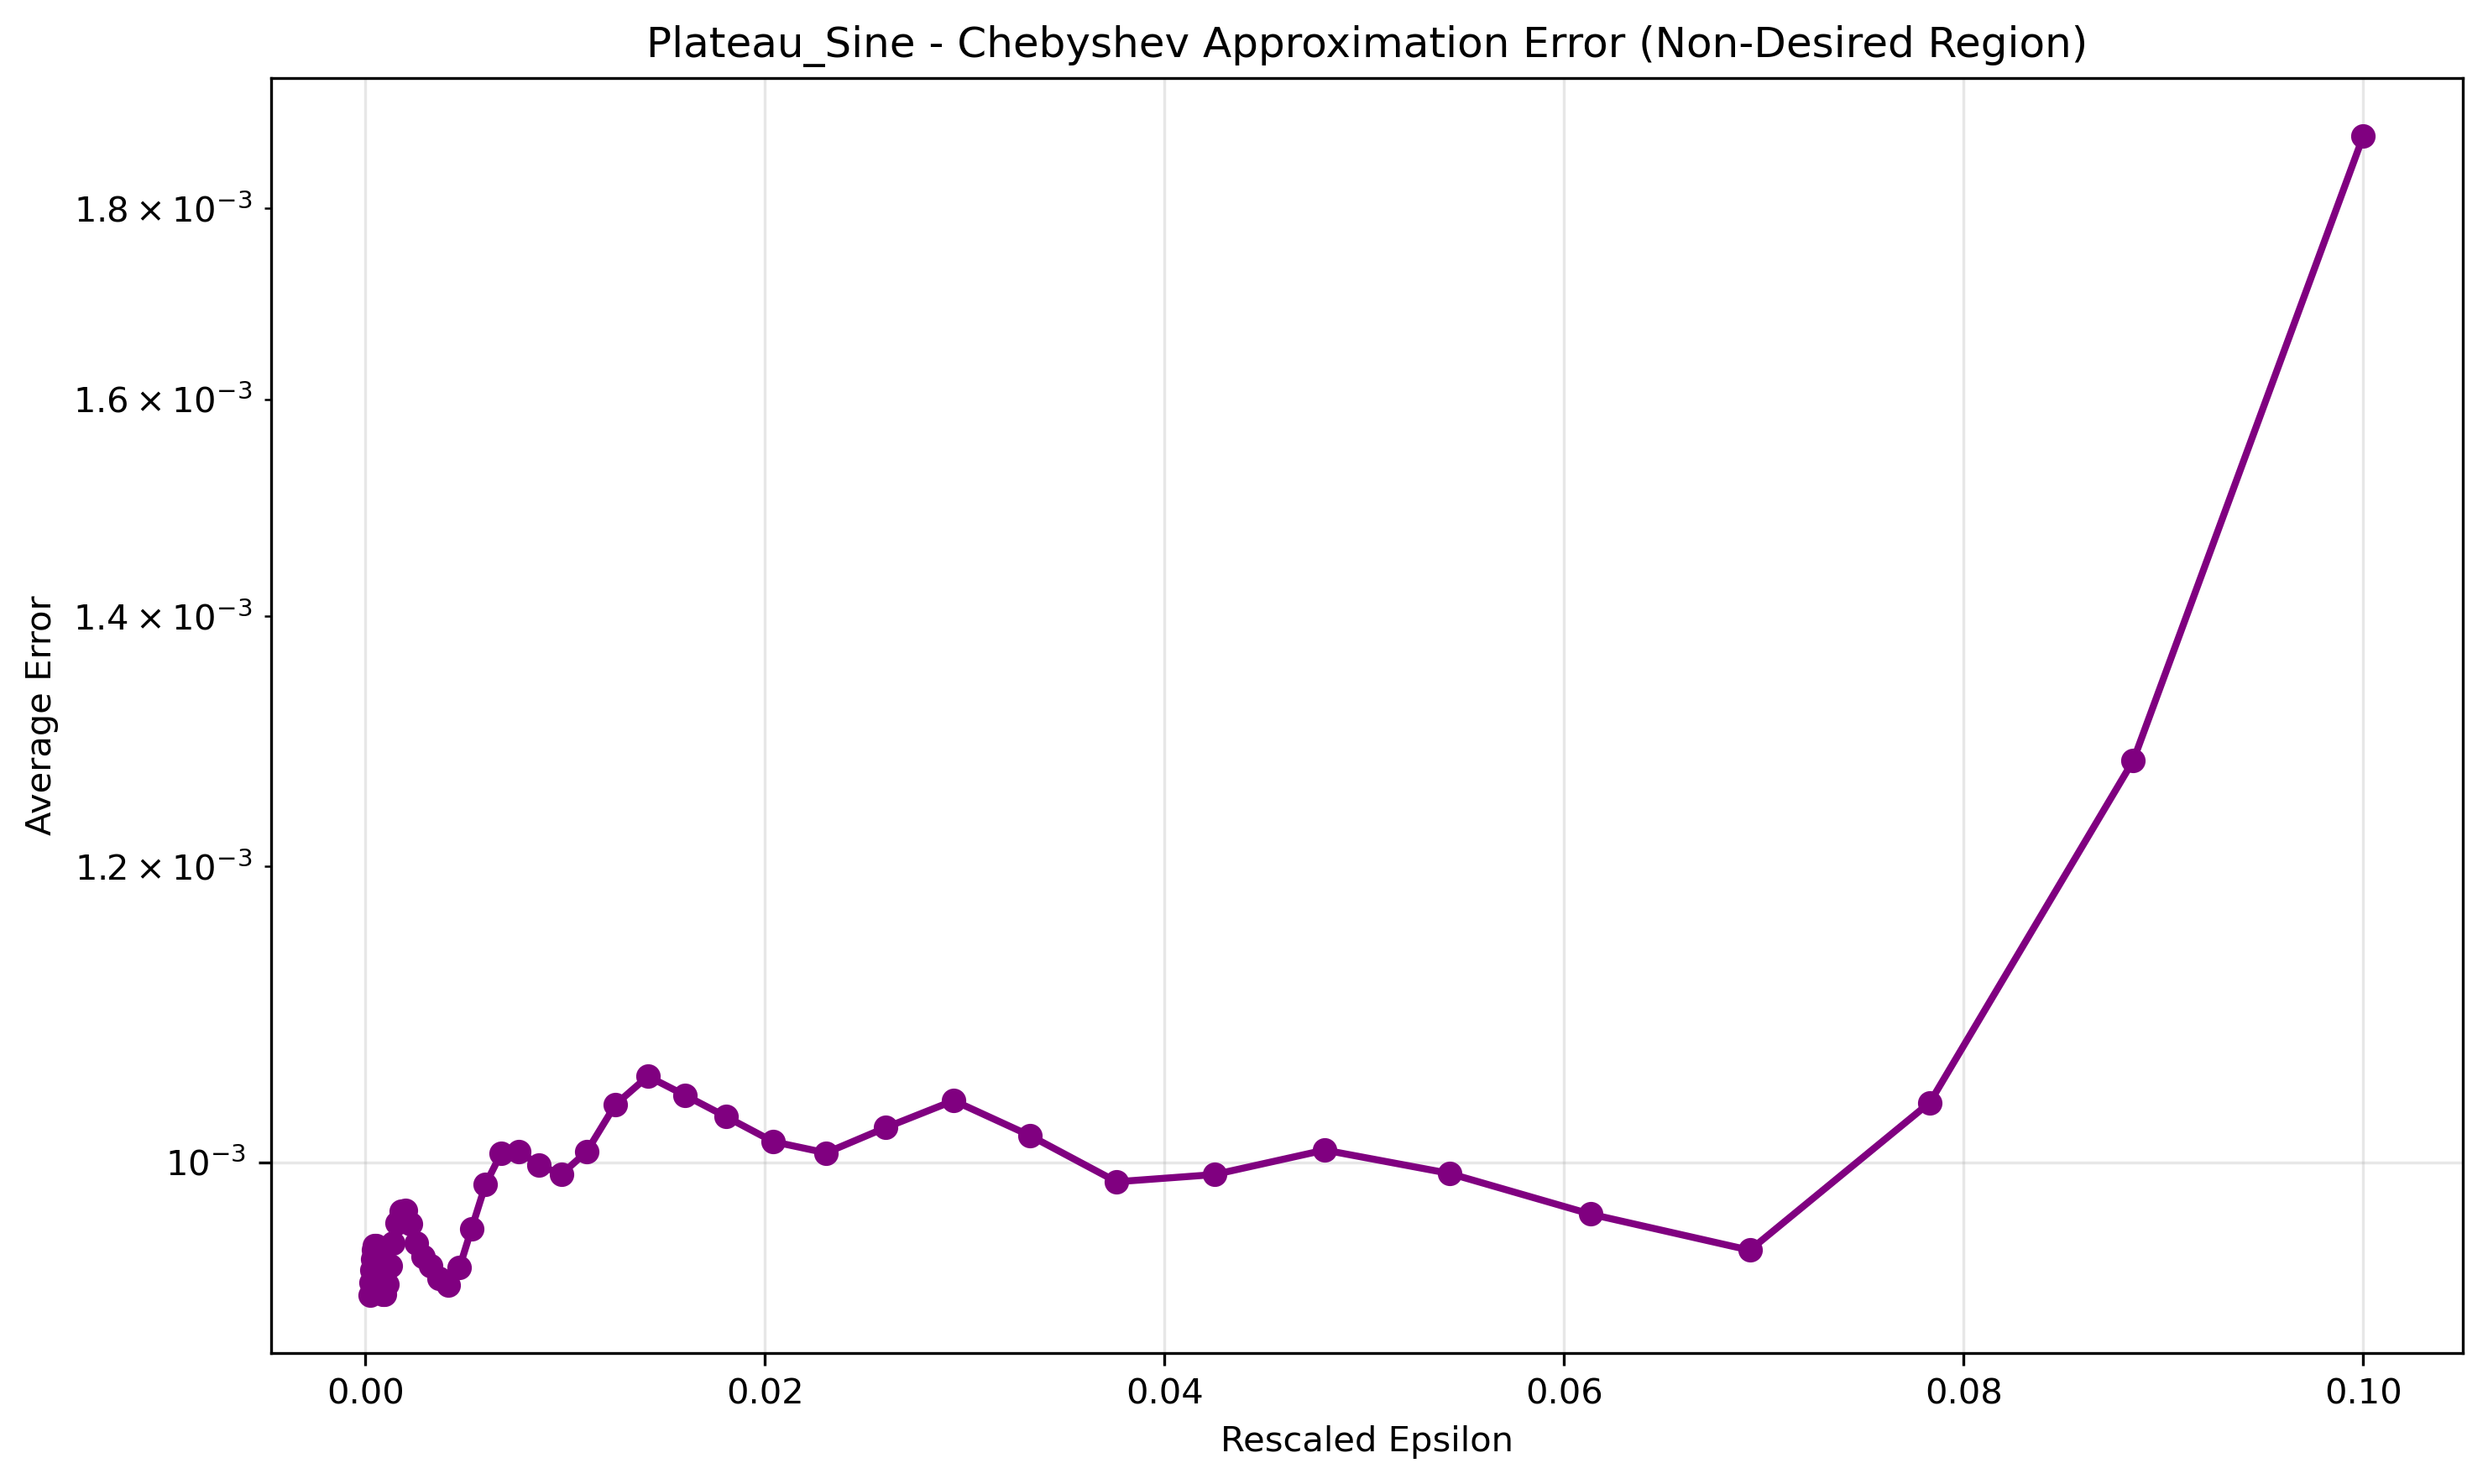 Plateau_Sine - Chebyshev Approximation Error (Non-Desired Region)
1.8 × 10⁻³
1.6 × 10⁻³
1.4 × 10⁻³
1.2 × 10⁻³
10⁻³
Average Error
0.00 0.02 0.04 0.06 0.08 0.10
Rescaled Epsilon